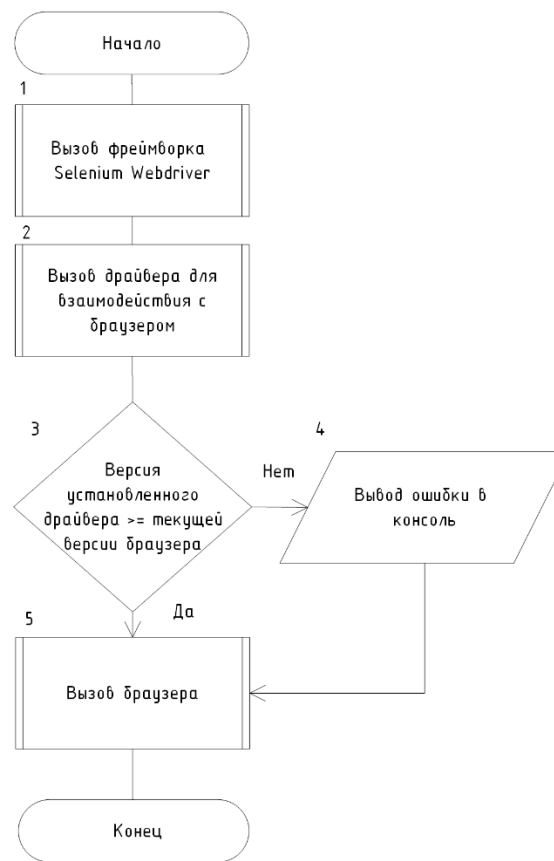 Начало
1
Вызов фреймворка
Selenium Webdriver
2
Вызов драйвера для
взаимодействия с
браузером
3
Версия
установленного
драйвера >= текущей
версии браузера
Нет
4
Вывод ошибки в
консоль
Да
5
Вызов браузера
Конец